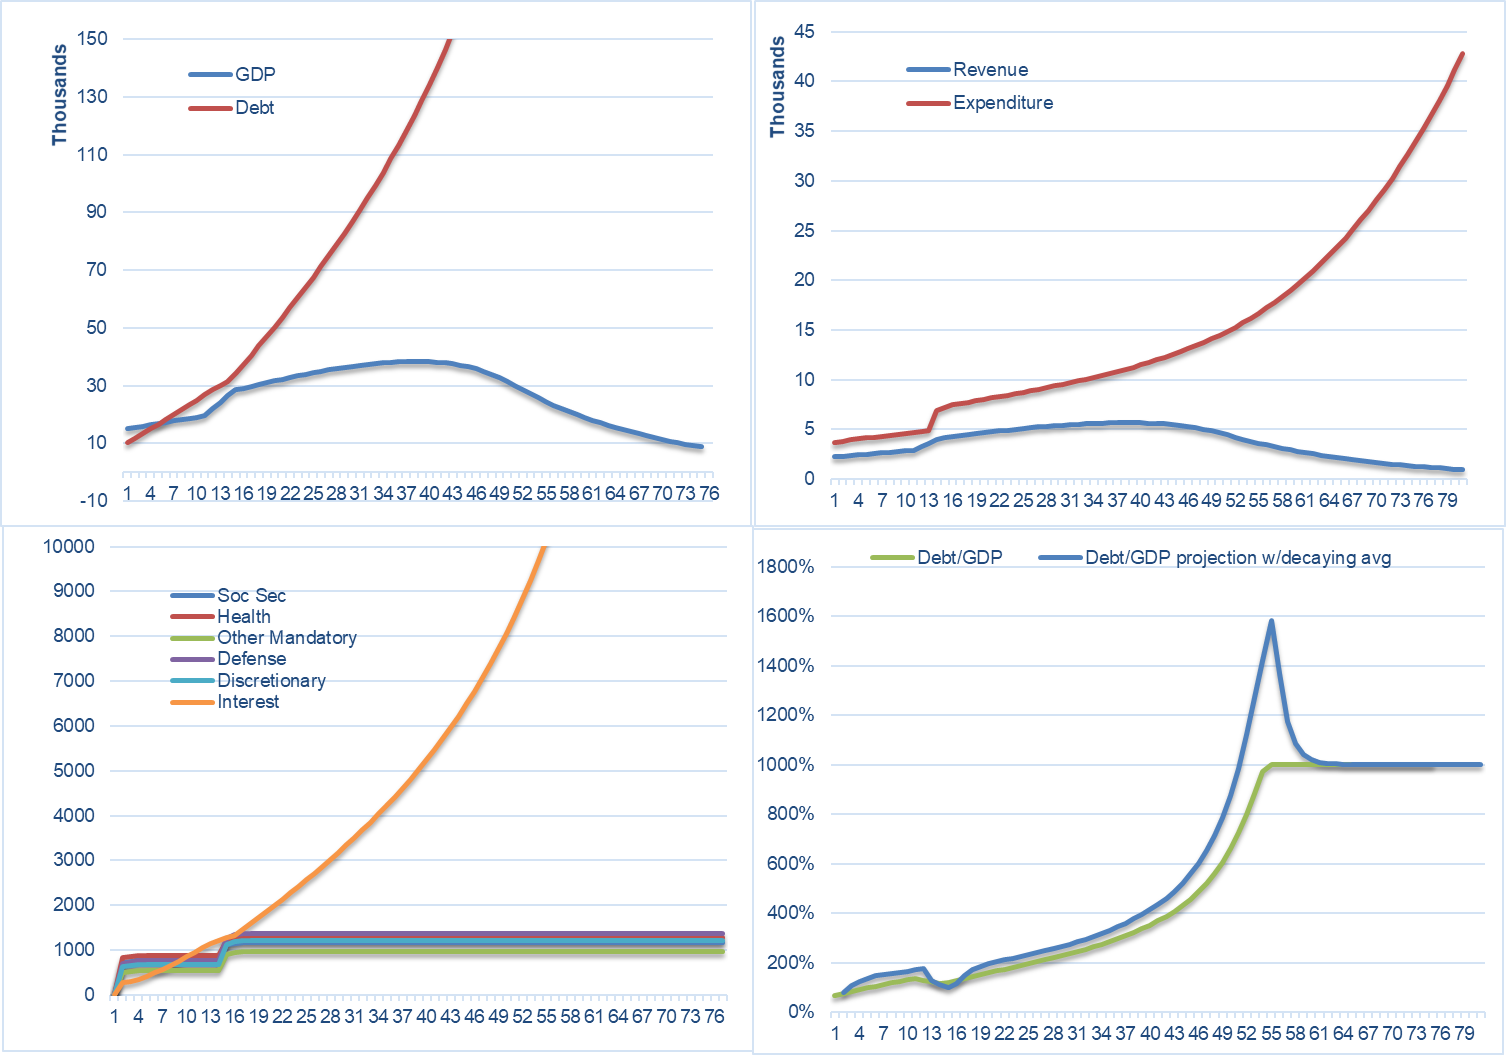 Thousands
150
130
110
90
70
50
30
10
-10
GDP
Debt
1 4 7 10 13 16 19 22 25 28 31 34 37 40 43 46 49 52 55 58 61 64 67 70 73 76
Thousands
45
40
35
30
25
20
15
10
5
0
Revenue
Expenditure
1 4 7 10 13 16 19 22 25 28 31 34 37 40 43 46 49 52 55 58 61 64 67 70 73 76 79
10000
9000
8000
7000
6000
5000
4000
3000
2000
1000
0
Soc Sec
Health
Other Mandatory
Defense
Discretionary
Interest
1 4 7 10 13 16 19 22 25 28 31 34 37 40 43 46 49 52 55 58 61 64 67 70 73 76
Debt/GDP Debt/GDP projection w/decaying avg
1800%
1600%
1400%
1200%
1000%
800%
600%
400%
200%
0%
1 4 7 10 13 16 19 22 25 28 31 34 37 40 43 46 49 52 55 58 61 64 67 70 73 76 79